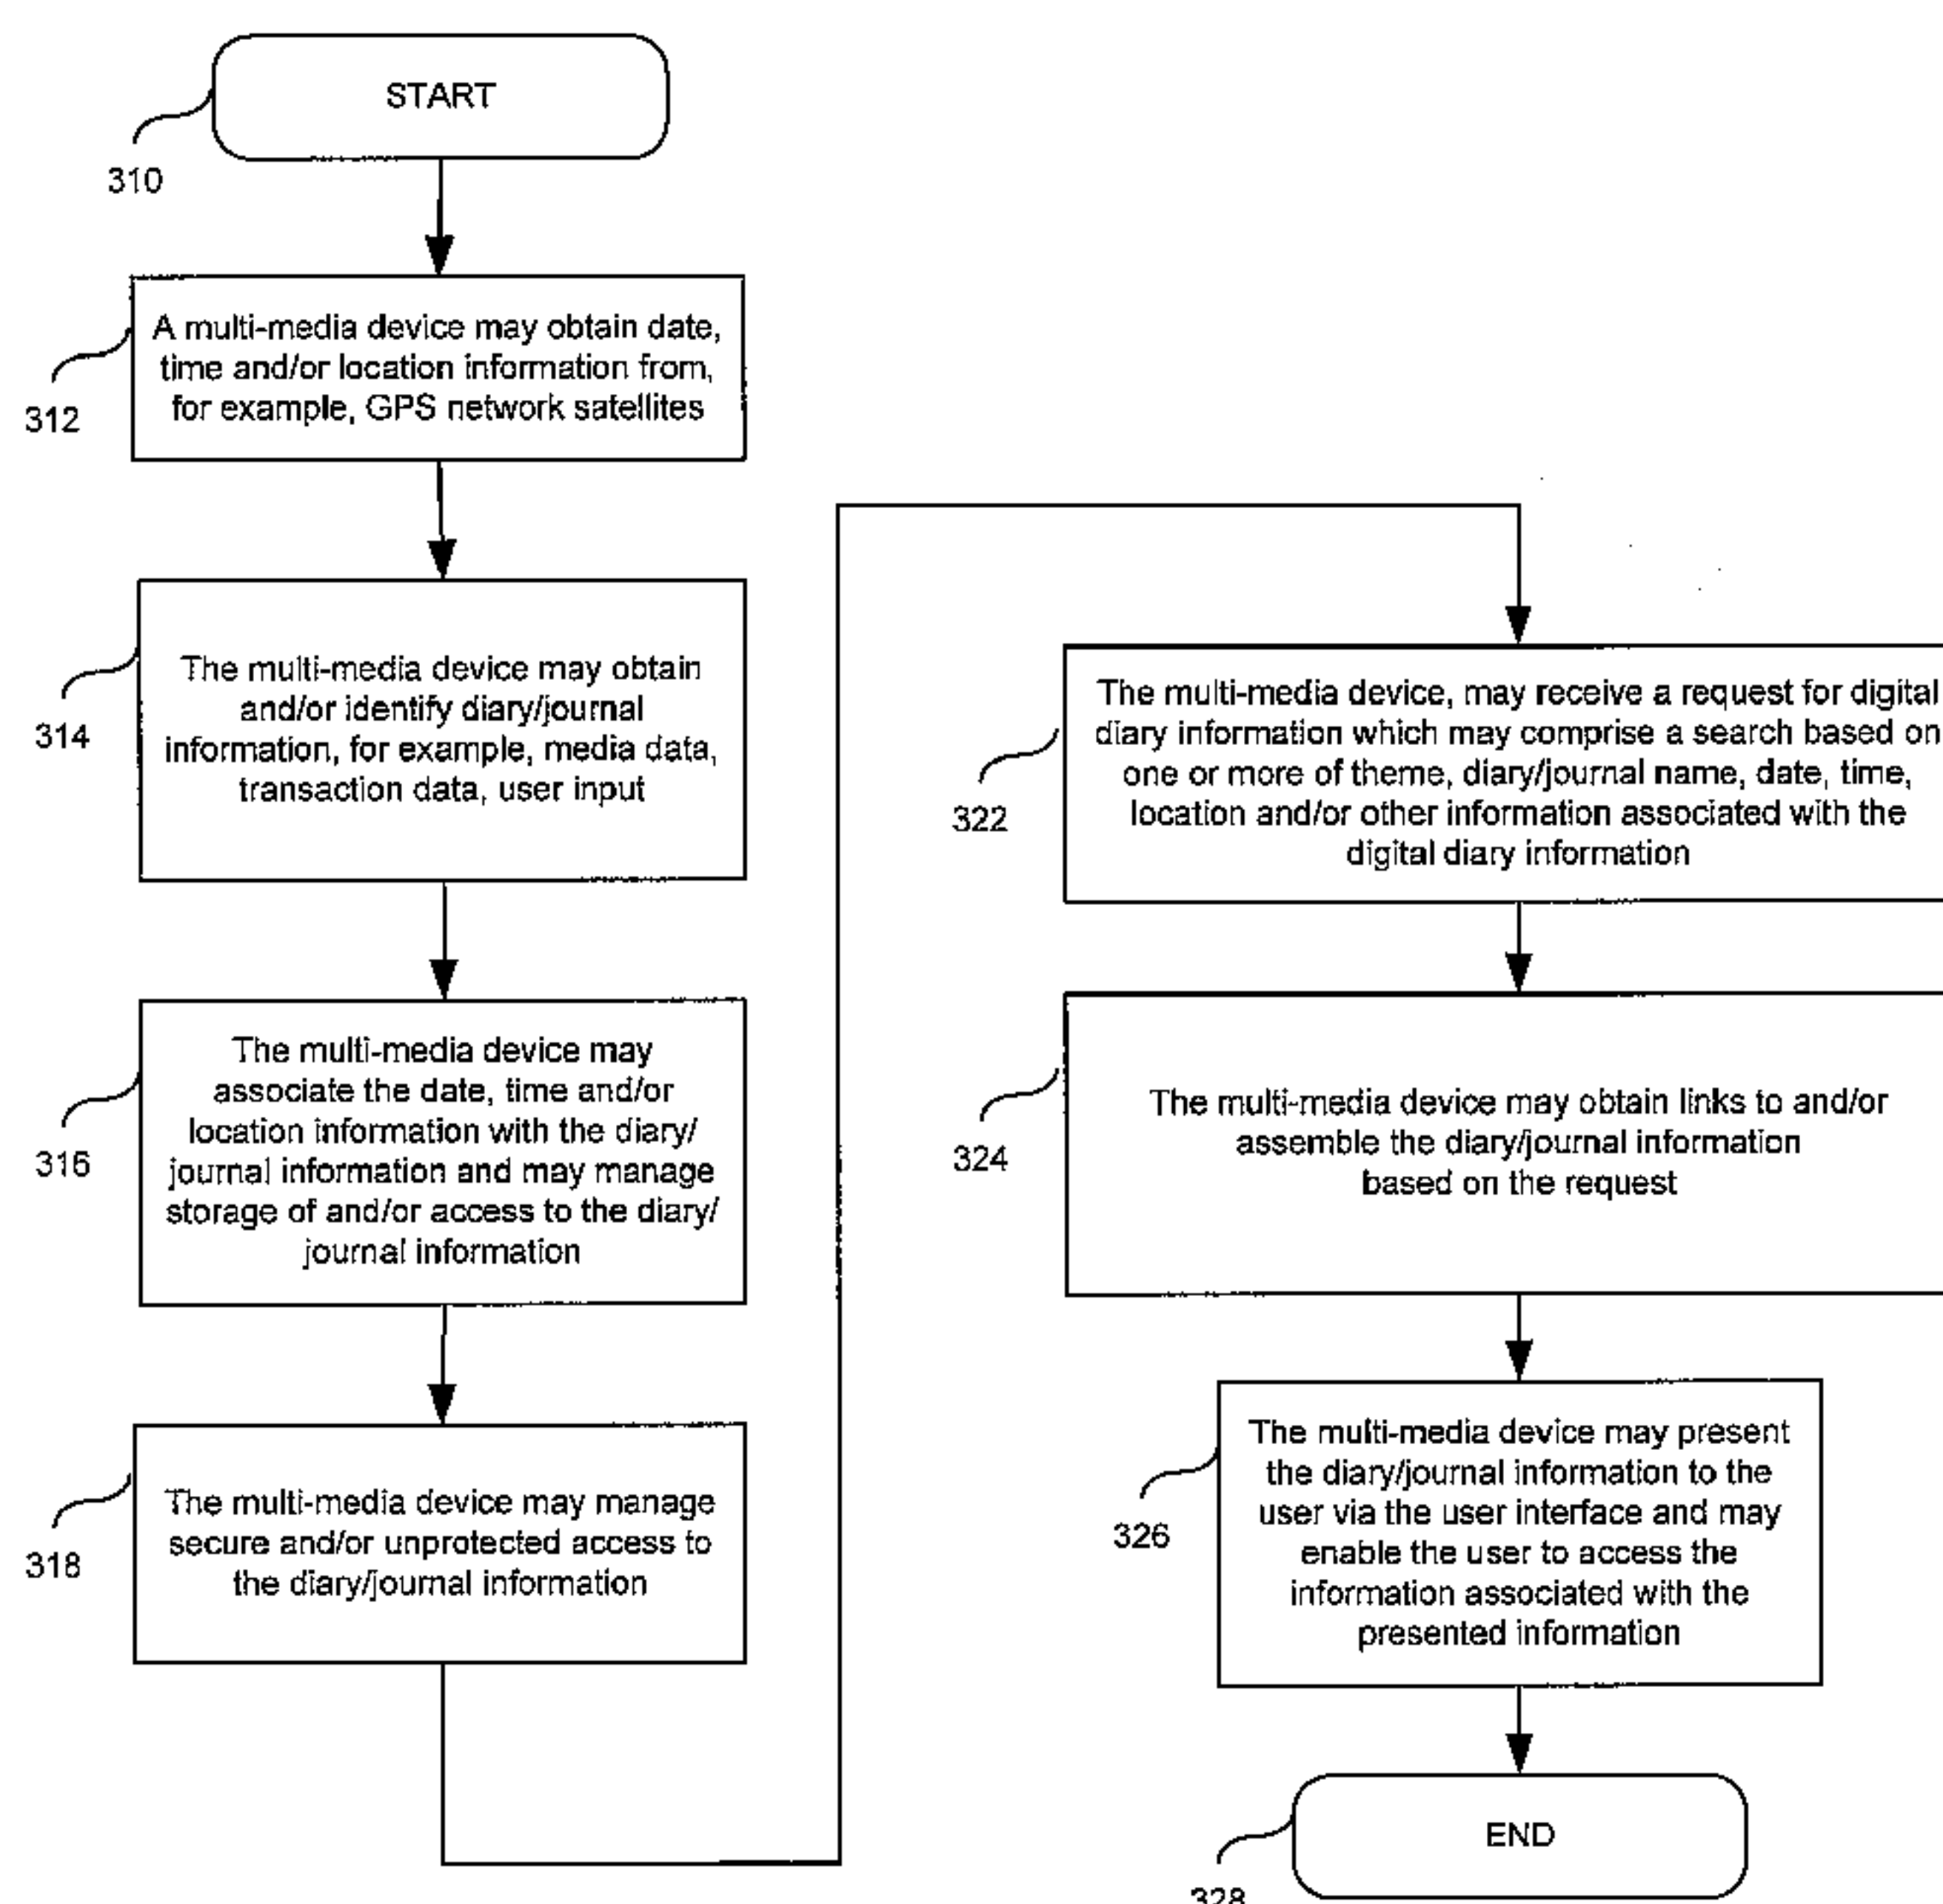 START
310
A multi-media device may obtain date,
time and/or location information from,
for example, GPS network satellites
312
The multi-media device may obtain
and/or identify diary/journal
information, for example, media data,
transaction data, user input
314
The multi-media device may
associate the date, time and/or
location information with the diary/
journal information and may manage
storage of and/or access to the diary/
journal information
316
The multi-media device may manage
secure and/or unprotected access to
the diary/journal information
318
The multi-media device, may receive a request for digital
diary information which may comprise a search based on
one or more of theme, diary/journal name, date, time,
location and/or other information associated with the
digital diary information
322
The multi-media device may obtain links to and/or
assemble the diary/journal information
based on the request
324
The multi-media device may present
the diary/journal information to the
user via the user interface and may
enable the user to access the
information associated with the
presented information
326
END
328